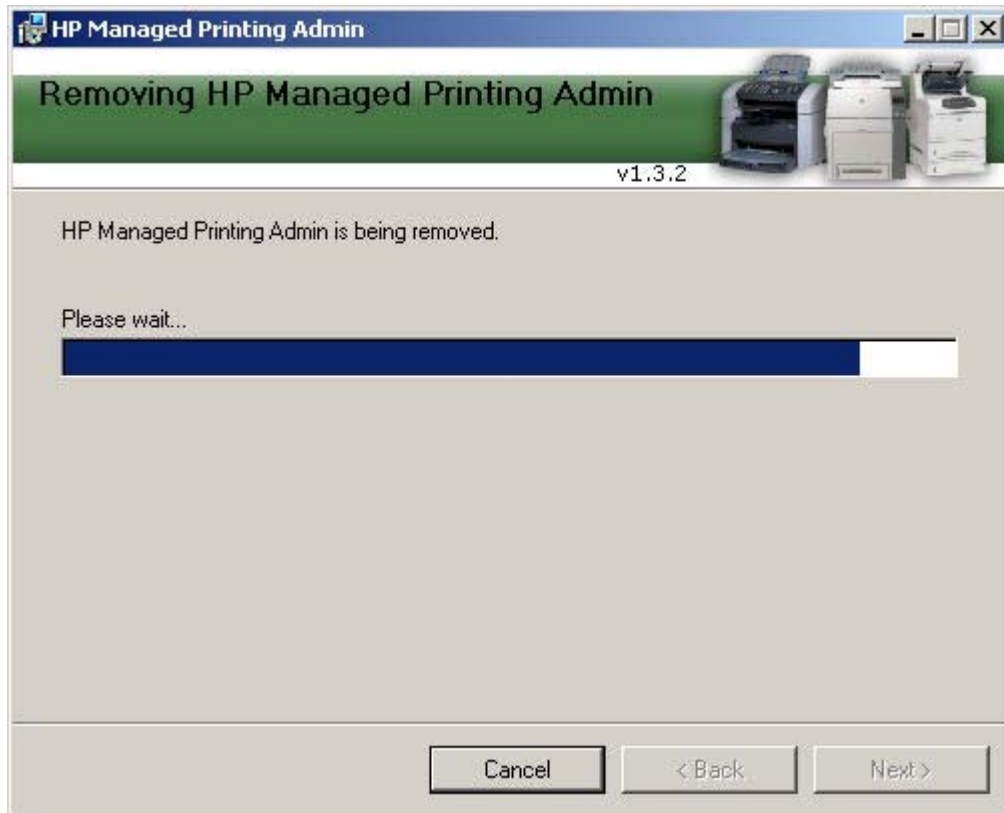 HP Managed Printing Admin
Removing HP Managed Printing Admin
v1.3.2
HP Managed Printing Admin is being removed.
Please wait...
Cancel
< Back
Next >